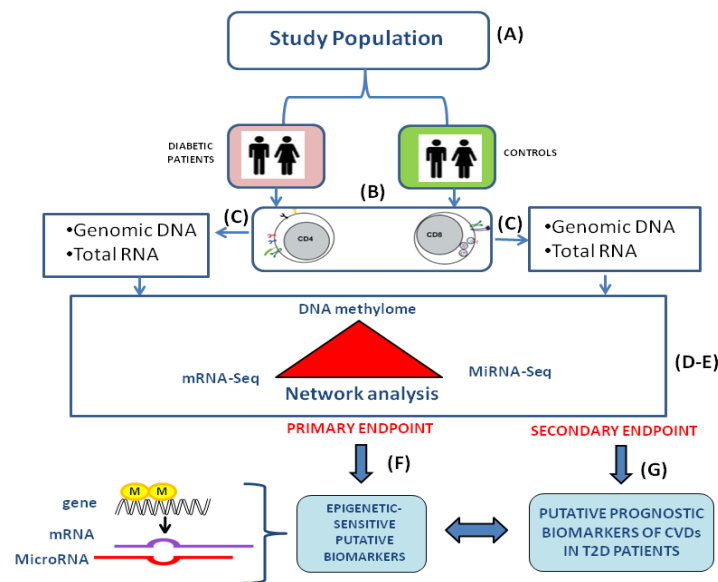 Study Population
(A)
DIABETIC
PATIENTS
CONTROLS
(B)
(C)
(C)
•Genomic DNA
•Total RNA
CD4
CD8
•Genomic DNA
•Total RNA
DNA methylome
mRNA-Seq
MiRNA-Seq
Network analysis
(D-E)
PRIMARY ENDPOINT
SECONDARY ENDPOINT
(F)
(G)
M M
gene
mRNA
MicroRNA
EPIGENETIC-
SENSITIVE
PUTATIVE
BIOMARKERS
PUTATIVE PROGNOSTIC
BIOMARKERS OF CVDs
IN T2D PATIENTS